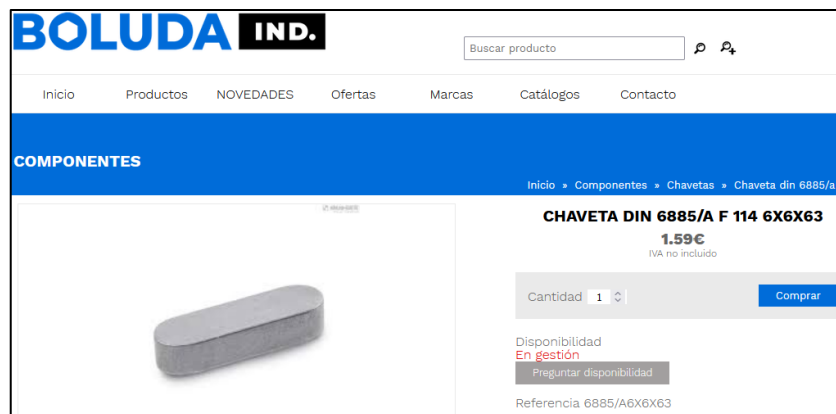 BOLUDA IND.
Buscar producto
Inicio Productos NOVEDADES Ofertas Marcas Catálogos Contacto
COMPONENTES
Inicio » Componentes » Chavetas » Chaveta din 6885/a
CHAVETA DIN 6885/A F 114 6X6X63
1.59€
IVA no incluido
Cantidad 1
Comprar
Disponibilidad
En gestión
Preguntar disponibilidad
Referencia 6885/A6X6X63